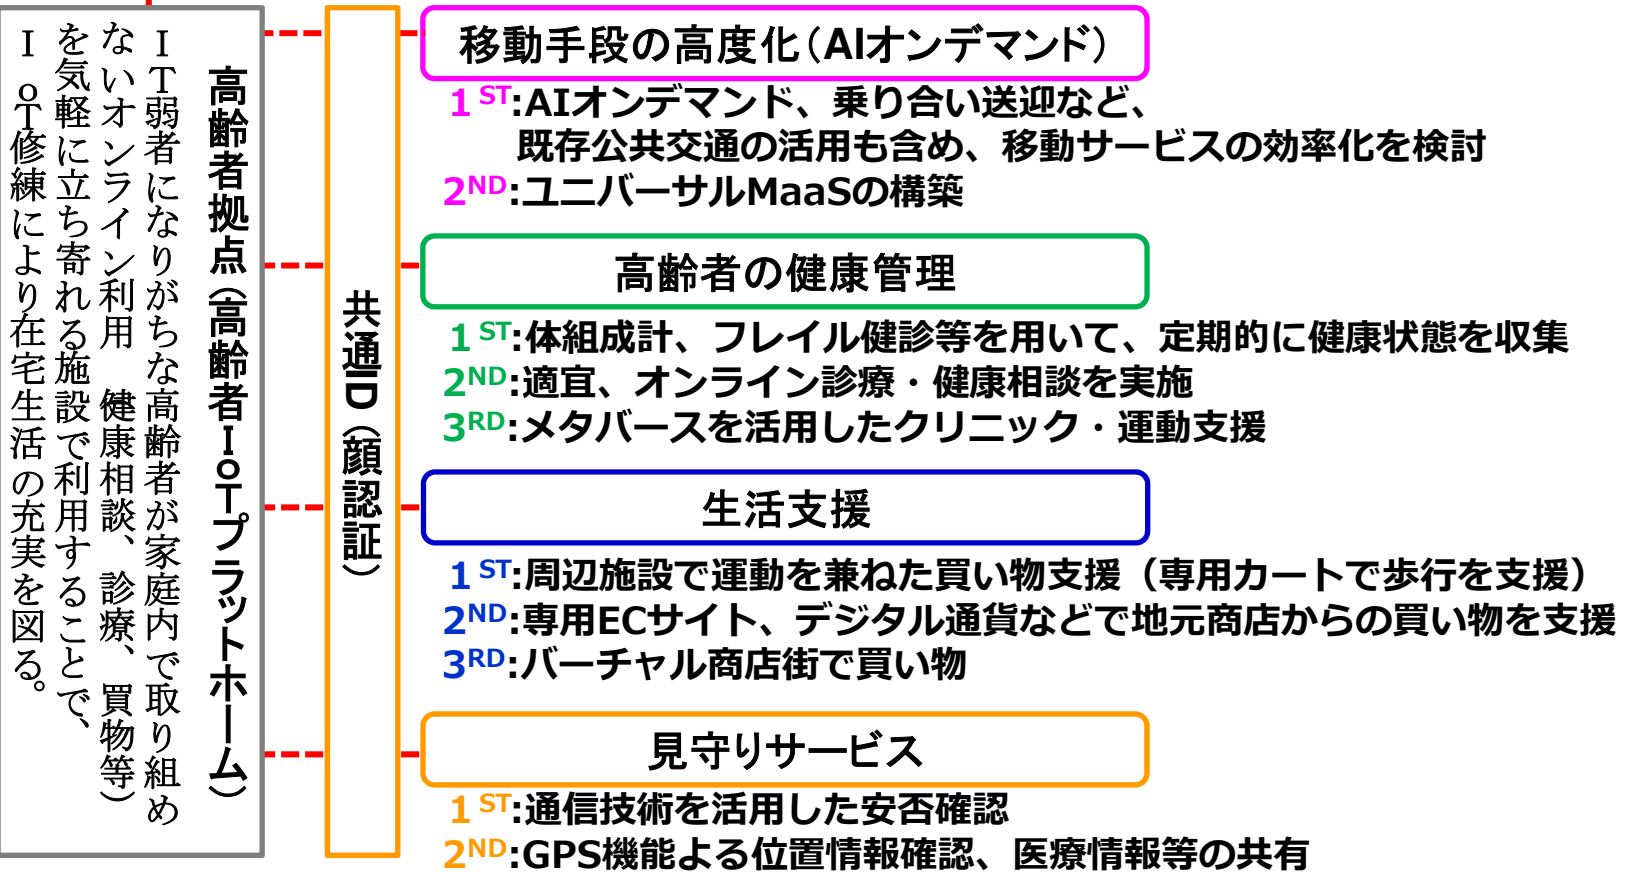 高齢者拠点（高齢者ＩｏＴプラットホーム）
ＩＴ弱者になりがちな高齢者が家庭内で取り組め
ないオンライン利用　健康相談、診療、買物等）
を気軽に立ち寄れる施設で利用することで、
ＩｏＴ修練により在宅生活の充実を図る。
共通ID（顔認証）
移動手段の高度化（AIオンデマンド）
1ST:AIオンデマンド、乗り合い送迎など、
既存公共交通の活用も含め、移動サービスの効率化を検討
2ND:ユニバーサルMaaSの構築
高齢者の健康管理
1ST:体組成計、フレイル健診等を用いて、定期的に健康状態を収集
2ND:適宜、オンライン診療・健康相談を実施
3RD:メタバースを活用したクリニック・運動支援
生活支援
1ST:周辺施設で運動を兼ねた買い物支援（専用カートで歩行を支援）
2ND:専用ECサイト、デジタル通貨などで地元商店からの買い物を支援
3RD:バーチャル商店街で買い物
見守りサービス
1ST:通信技術を活用した安否確認
2ND:GPS機能よる位置情報確認、医療情報等の共有